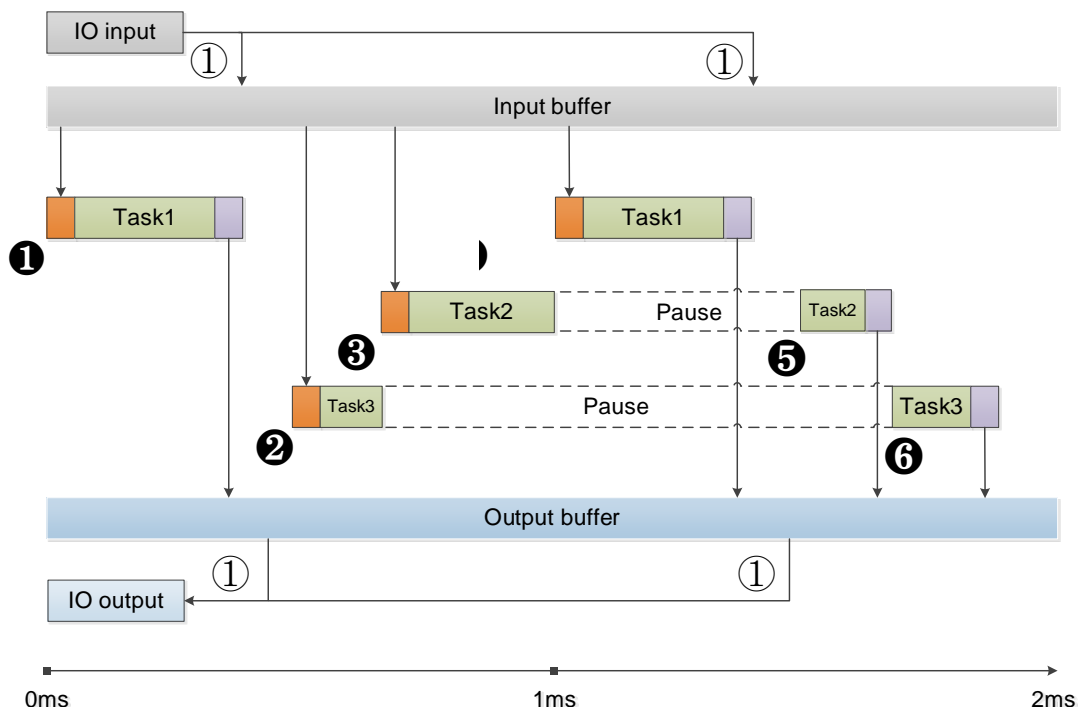 IO input
①
①
Input buffer
Task1
Task1
❶
Task2
Pause
Task2
❸
❺
Task3
Pause
Task3
❷
❻
Output buffer
①
①
IO output
0ms
1ms
2ms